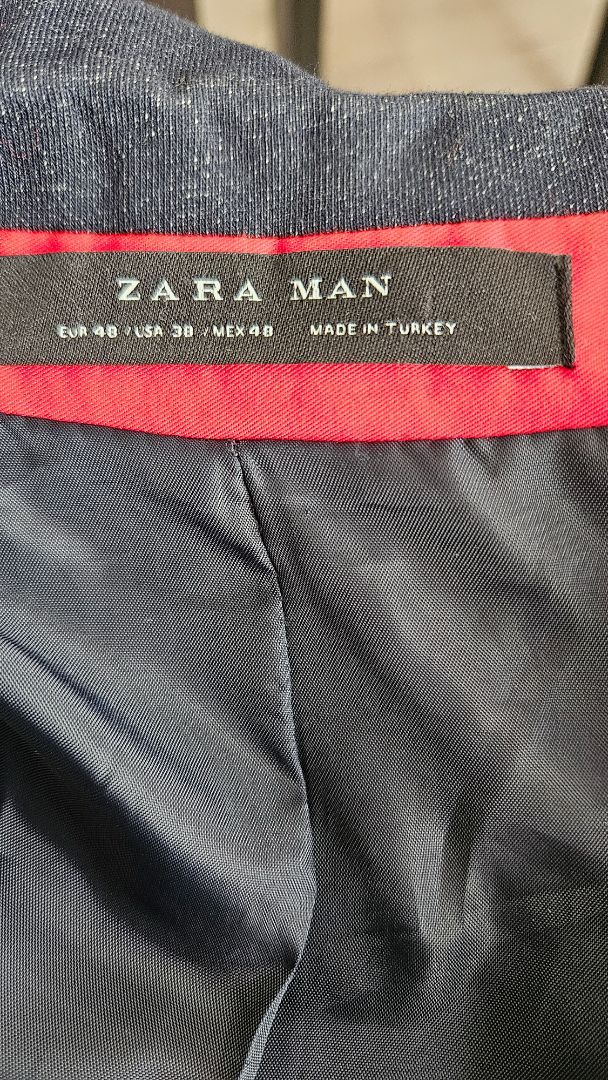 ZARA MAN
EUR 48 / USA 38 / MEX 48 MADE IN TURKEY